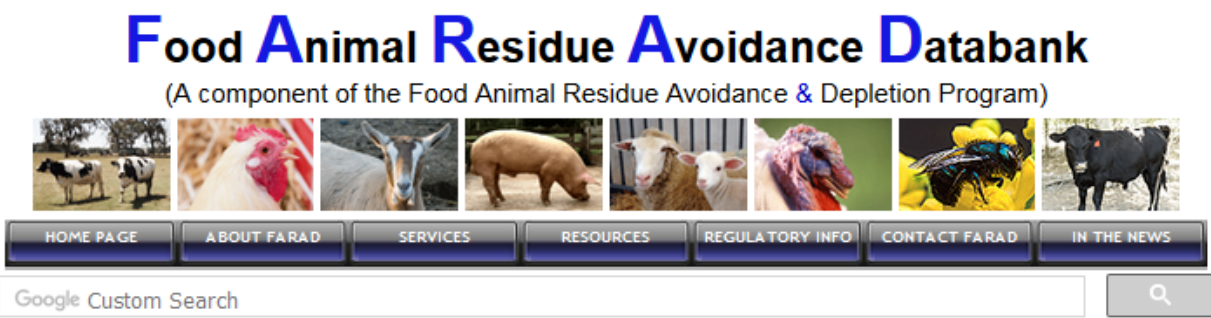 Food Animal Residue Avoidance Databank
(A component of the Food Animal Residue Avoidance & Depletion Program)
HOME PAGE ABOUT FARAD SERVICES RESOURCES REGULATORY INFO CONTACT FARAD IN THE NEWS
Google Custom Search